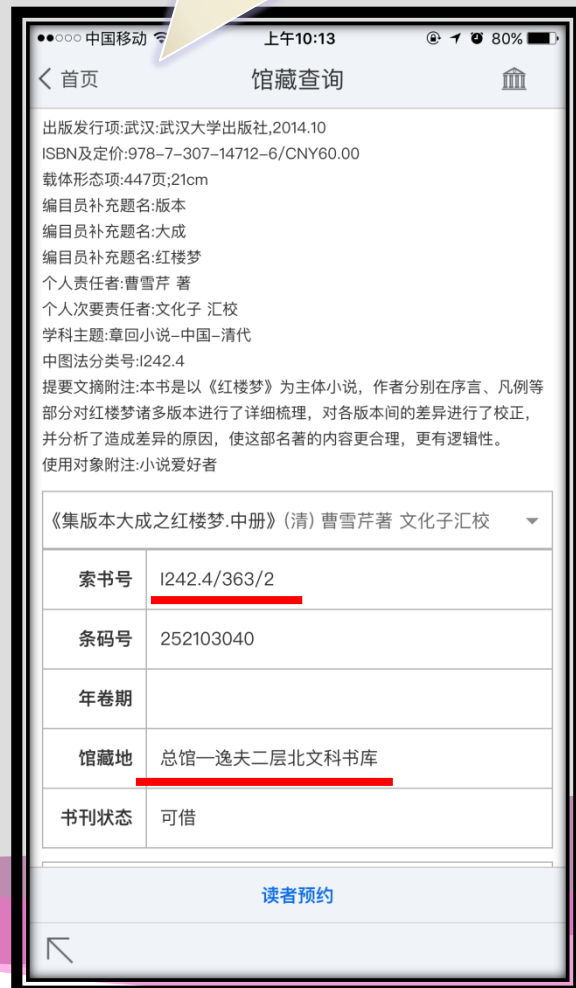 中国移动 上午10:13 80%
首页 馆藏查询
出版发行项:武汉:武汉大学出版社,2014.10
ISBN及定价:978-7-307-14712-6/CNY60.00
载体形态项:447页;21cm
编目员补充题名:版本
编目员补充题名:大成
编目员补充题名:红楼梦
个人责任者:曹雪芹 著
个人次要责任者:文化子 汇校
学科主题:章回小说-中国-清代
中图法分类号:I242.4
提要文摘附注:本书是以《红楼梦》为主体小说，作者分别在序言、凡例等
部分对红楼梦诸多版本进行了详细梳理，对各版本间的差异进行了校正，
并分析了造成差异的原因，使这部名著的内容更合理，更有逻辑性。
使用对象附注:小说爱好者
《集版本大成之红楼梦.中册》(清) 曹雪芹著 文化子汇校
索书号 I242.4/363/2
条码号 252103040
年卷期
馆藏地 总馆—逸夫二层北文科书库
书刊状态 可借
读者预约